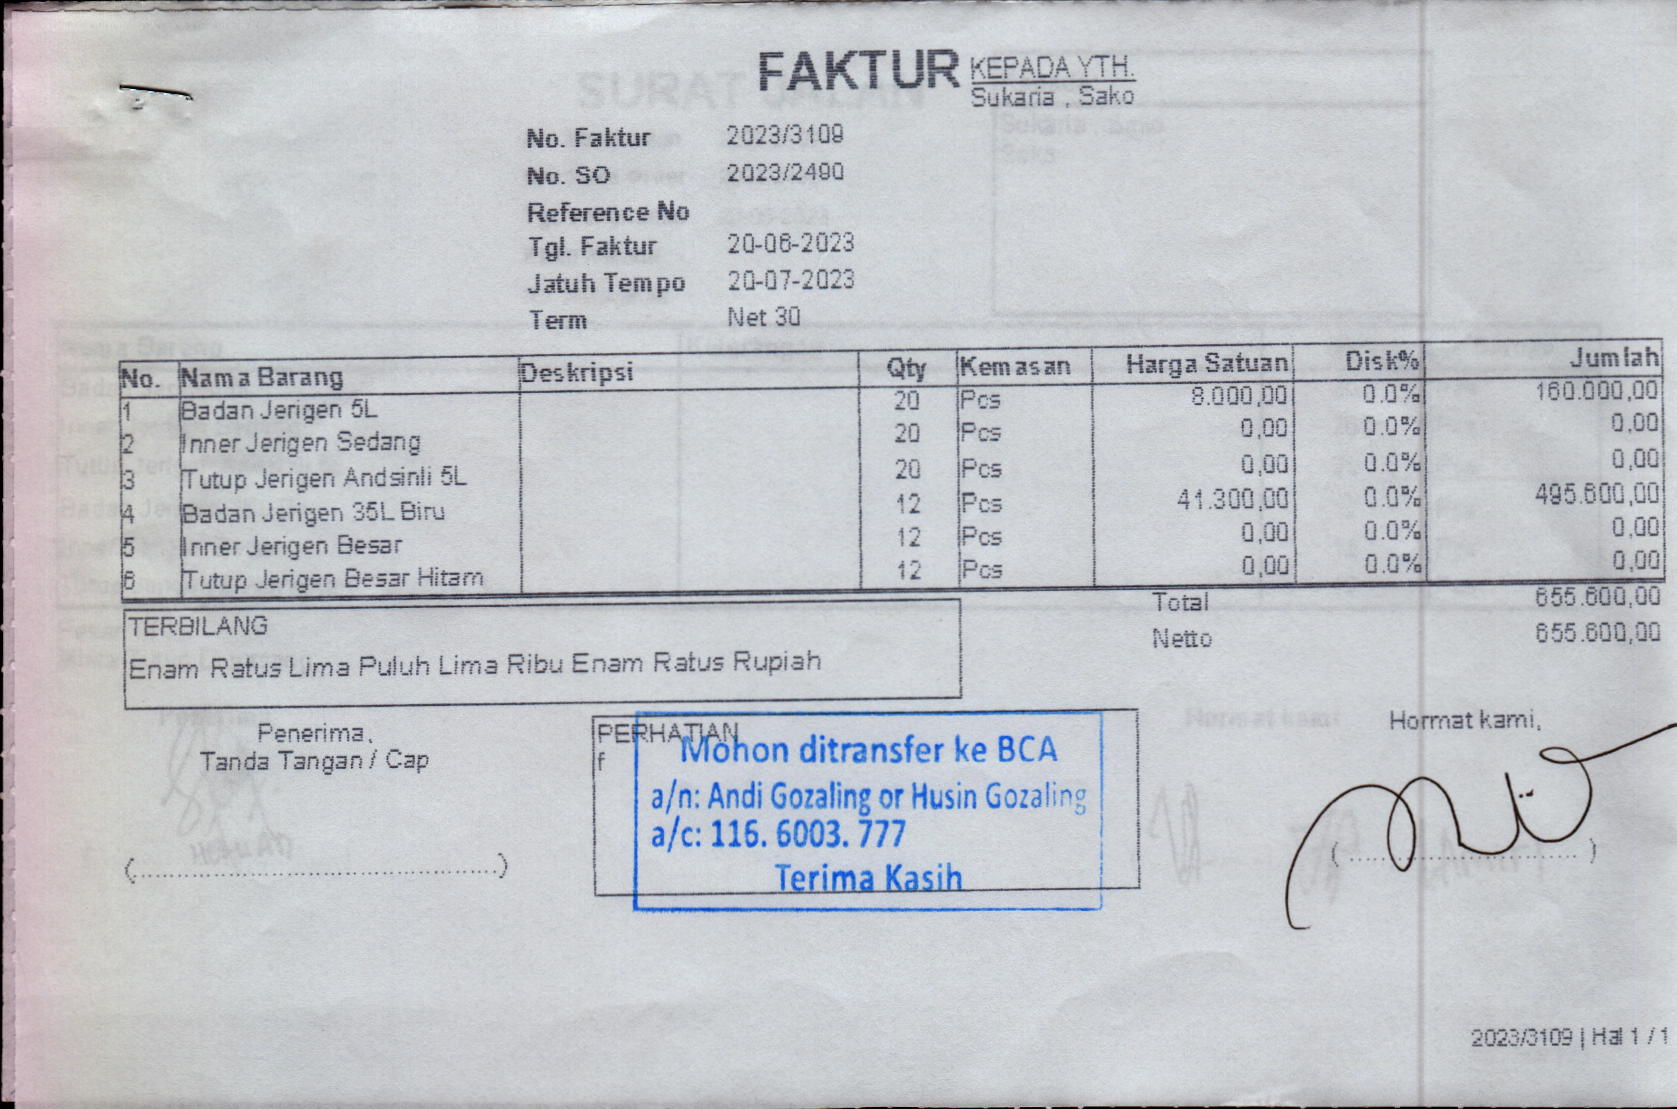 FAKTUR
KEPADA YTH.
Sukaria , Sako
No. Faktur 2023/3109
No. SO 2023/2490
Reference No
Tgl. Faktur 20-06-2023
Jatuh Tempo 20-07-2023
Term Net 30
No. Nama Barang Deskripsi Qty Kemasan Harga Satuan Disk% Jumlah
1 Badan Jerigen 5L 20 Pcs 8.000,00 0.0% 160.000,00
2 Inner Jerigen Sedang 20 Pcs 0,00 0.0% 0,00
3 Tutup Jerigen Andsinli 5L 20 Pcs 0,00 0.0% 0,00
4 Badan Jerigen 35L Biru 12 Pcs 41.300,00 0.0% 495.600,00
5 Inner Jerigen Besar 12 Pcs 0,00 0.0% 0,00
6 Tutup Jerigen Besar Hitam 12 Pcs 0,00 0.0% 0,00
Total 655.600,00
Netto 655.600,00
TERBILANG
Enam Ratus Lima Puluh Lima Ribu Enam Ratus Rupiah
Penerima,
Tanda Tangan / Cap
PERHATIAN
f
Mohon ditransfer ke BCA
a/n: Andi Gozaling or Husin Gozaling
a/c: 116. 6003. 777
Terima Kasih
Hormat kami,
2023/3109 | Hal 1 / 1